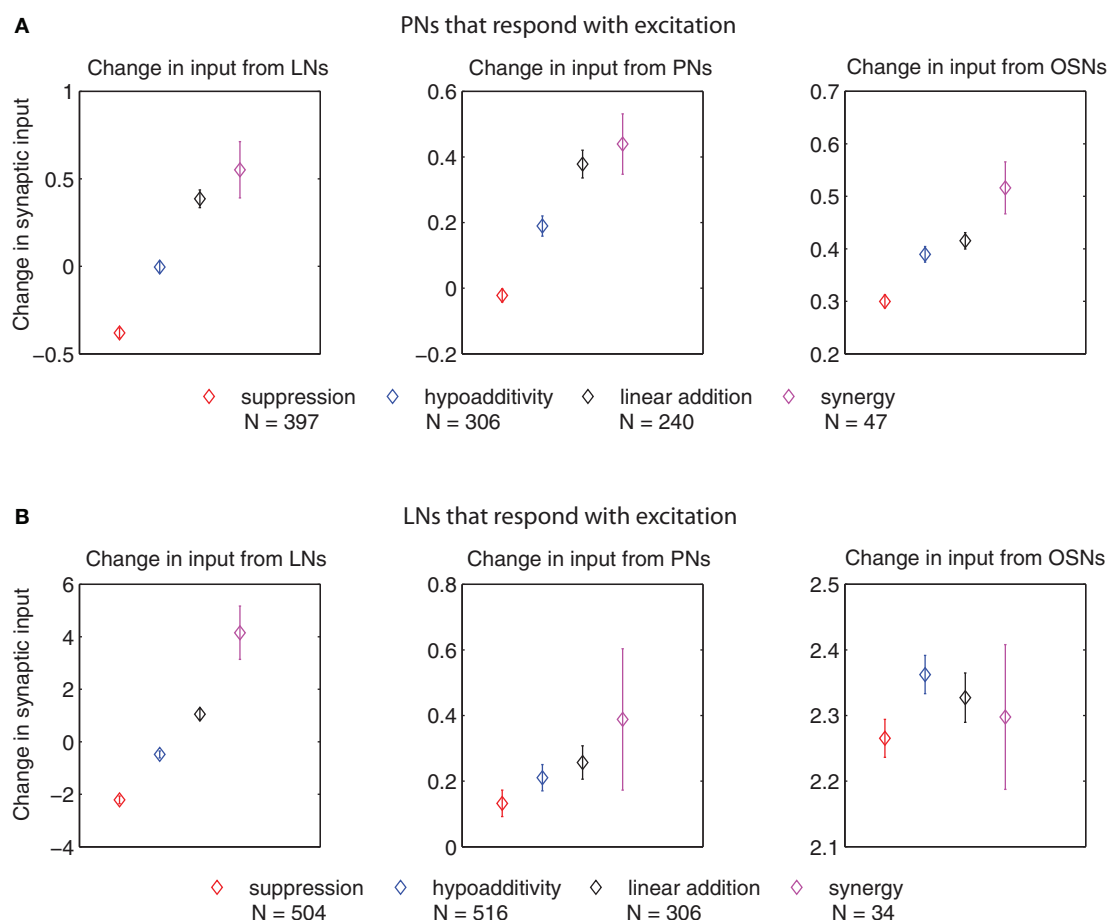 A
PNs that respond with excitation
Change in input from LNs
Change in input from PNs
Change in input from OSNs
Change in synaptic input
1
0.5
0
−0.5
0.6
0.4
0.2
0
−0.2
0.7
0.6
0.5
0.4
0.3
0.2
suppression hypoadditivity linear addition synergy
N = 397 N = 306 N = 240 N = 47
B
LNs that respond with excitation
Change in input from LNs
Change in input from PNs
Change in input from OSNs
Change in synaptic input
6
4
2
0
−2
−4
0.8
0.6
0.4
0.2
0
2.5
2.4
2.3
2.2
2.1
suppression hypoadditivity linear addition synergy
N = 504 N = 516 N = 306 N = 34